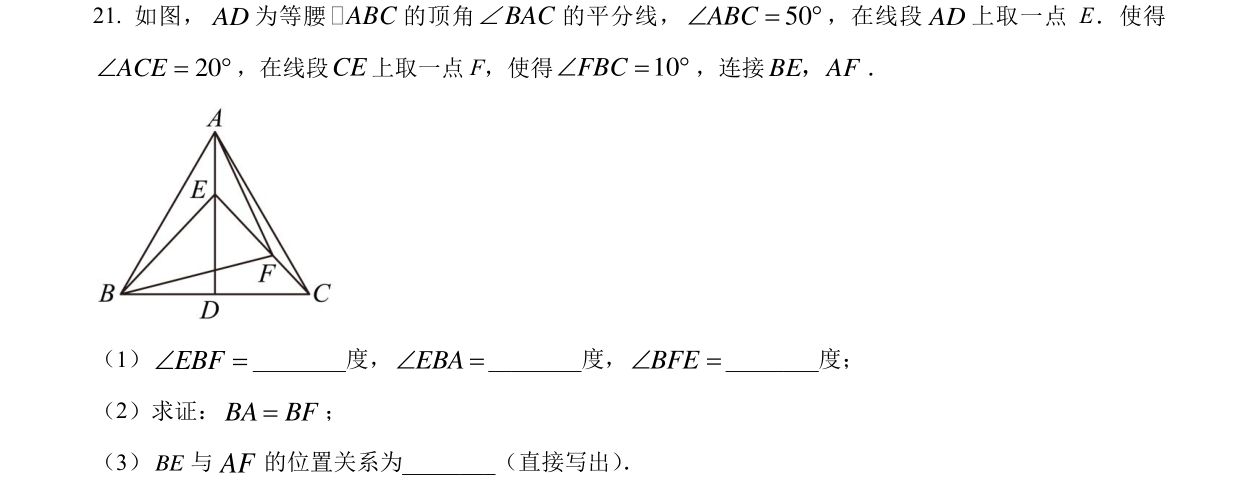 21. 如图，AD 为等腰□ABC 的顶角∠BAC 的平分线，∠ABC = 50°，在线段 AD 上取一点 E．使得
∠ACE = 20°，在线段 CE 上取一点 F，使得∠FBC = 10°，连接 BE，AF．
A
E
F
B
D
C
（1）∠EBF = ________度，∠EBA = ________度，∠BFE = ________度；
（2）求证：BA = BF；
（3）BE 与 AF 的位置关系为________（直接写出）．